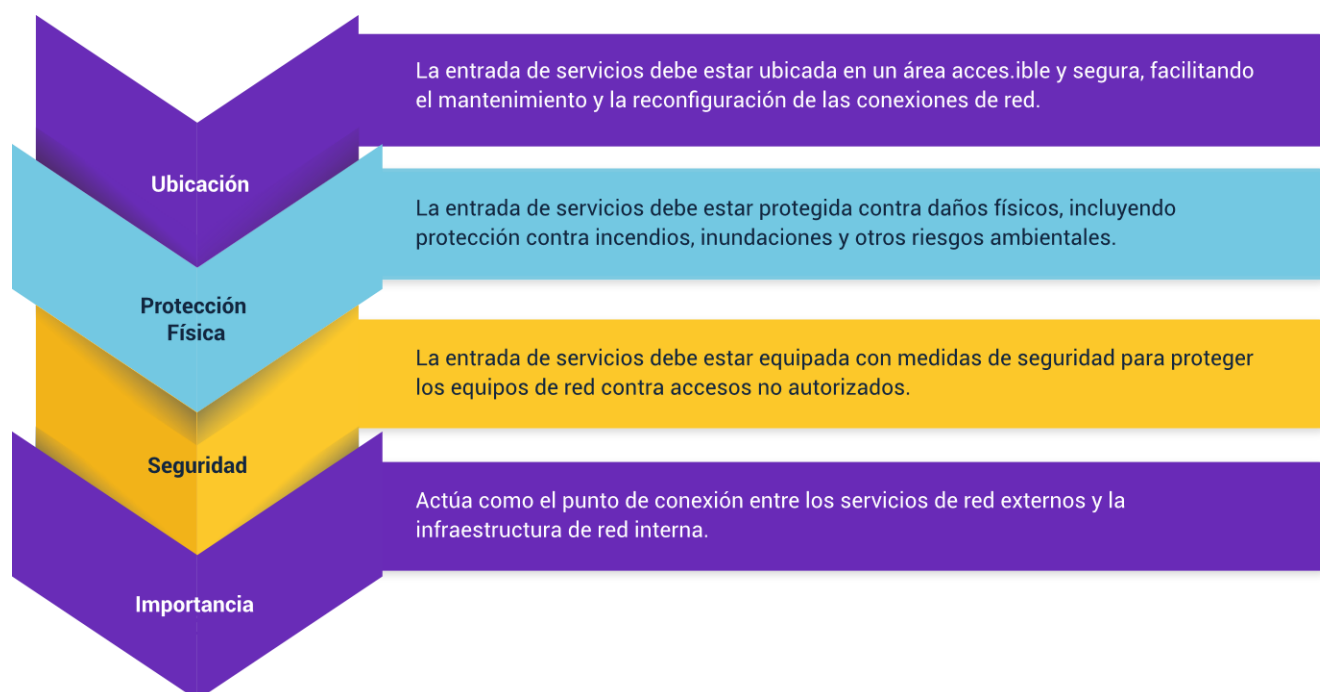 La entrada de servicios debe estar ubicada en un área acces.ible y segura, facilitando
el mantenimiento y la reconfiguración de las conexiones de red.
Ubicación
La entrada de servicios debe estar protegida contra daños físicos, incluyendo
protección contra incendios, inundaciones y otros riesgos ambientales.
Protección
Física
La entrada de servicios debe estar equipada con medidas de seguridad para proteger
los equipos de red contra accesos no autorizados.
Seguridad
Actúa como el punto de conexión entre los servicios de red externos y la
infraestructura de red interna.
Importancia